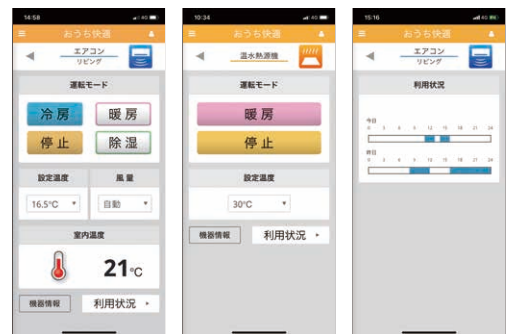 14:58
4G
おうち快適
エアコン
リビング
運転モード
冷房
暖房
停止
除湿
設定温度
風量
16.5℃
自動
室内温度
21℃
機器情報
利用状況
10:34
4G
おうち快適
温水熱源機
運転モード
暖房
停止
設定温度
30℃
機器情報
利用状況
15:16
4G
おうち快適
エアコン
リビング
利用状況
今日
0 3 6 9 12 15 18 21 24
昨日
0 3 6 9 12 15 18 21 24